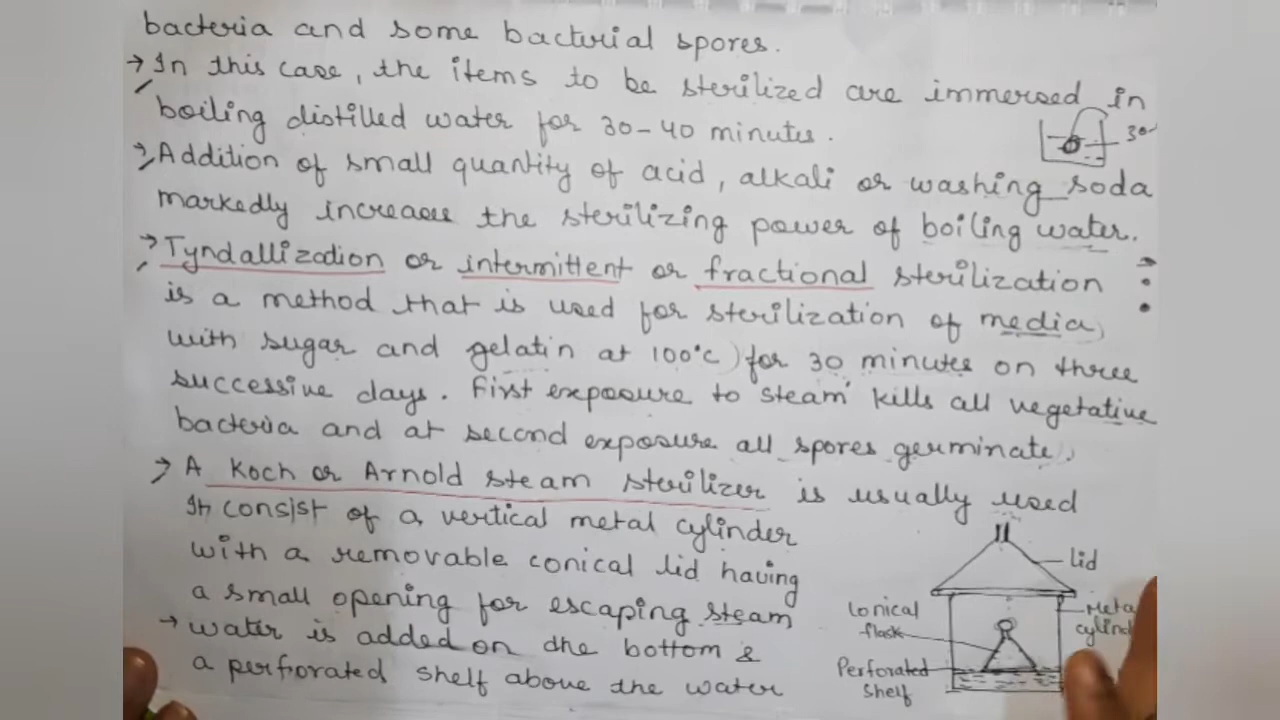 bacteria and some bacterial spores.
→ In this case, the items to be sterilized are immersed in
boiling distilled water for 30-40 minutes.
→ Addition of small quantity of acid, alkali or washing soda
markedly increase the sterilizing power of boiling water.
→ Tyndallization or intermittent or fractional sterilization
is a method that is used for sterilization of media,
with sugar and gelatin at 100°C) for 30 minutes on three
successive days. First exposure to steam kills all vegetative
bacteria and at second exposure all spores germinate,
→ A Koch or Arnold steam sterilizer is usually used
It consist of a vertical metal cylinder
with a removable conical lid having
a small opening for escaping steam
→ water is added on the bottom &
a perforated shelf above the water
30
lid
Conical
flask
Metal
cylind
Perforated
shelf